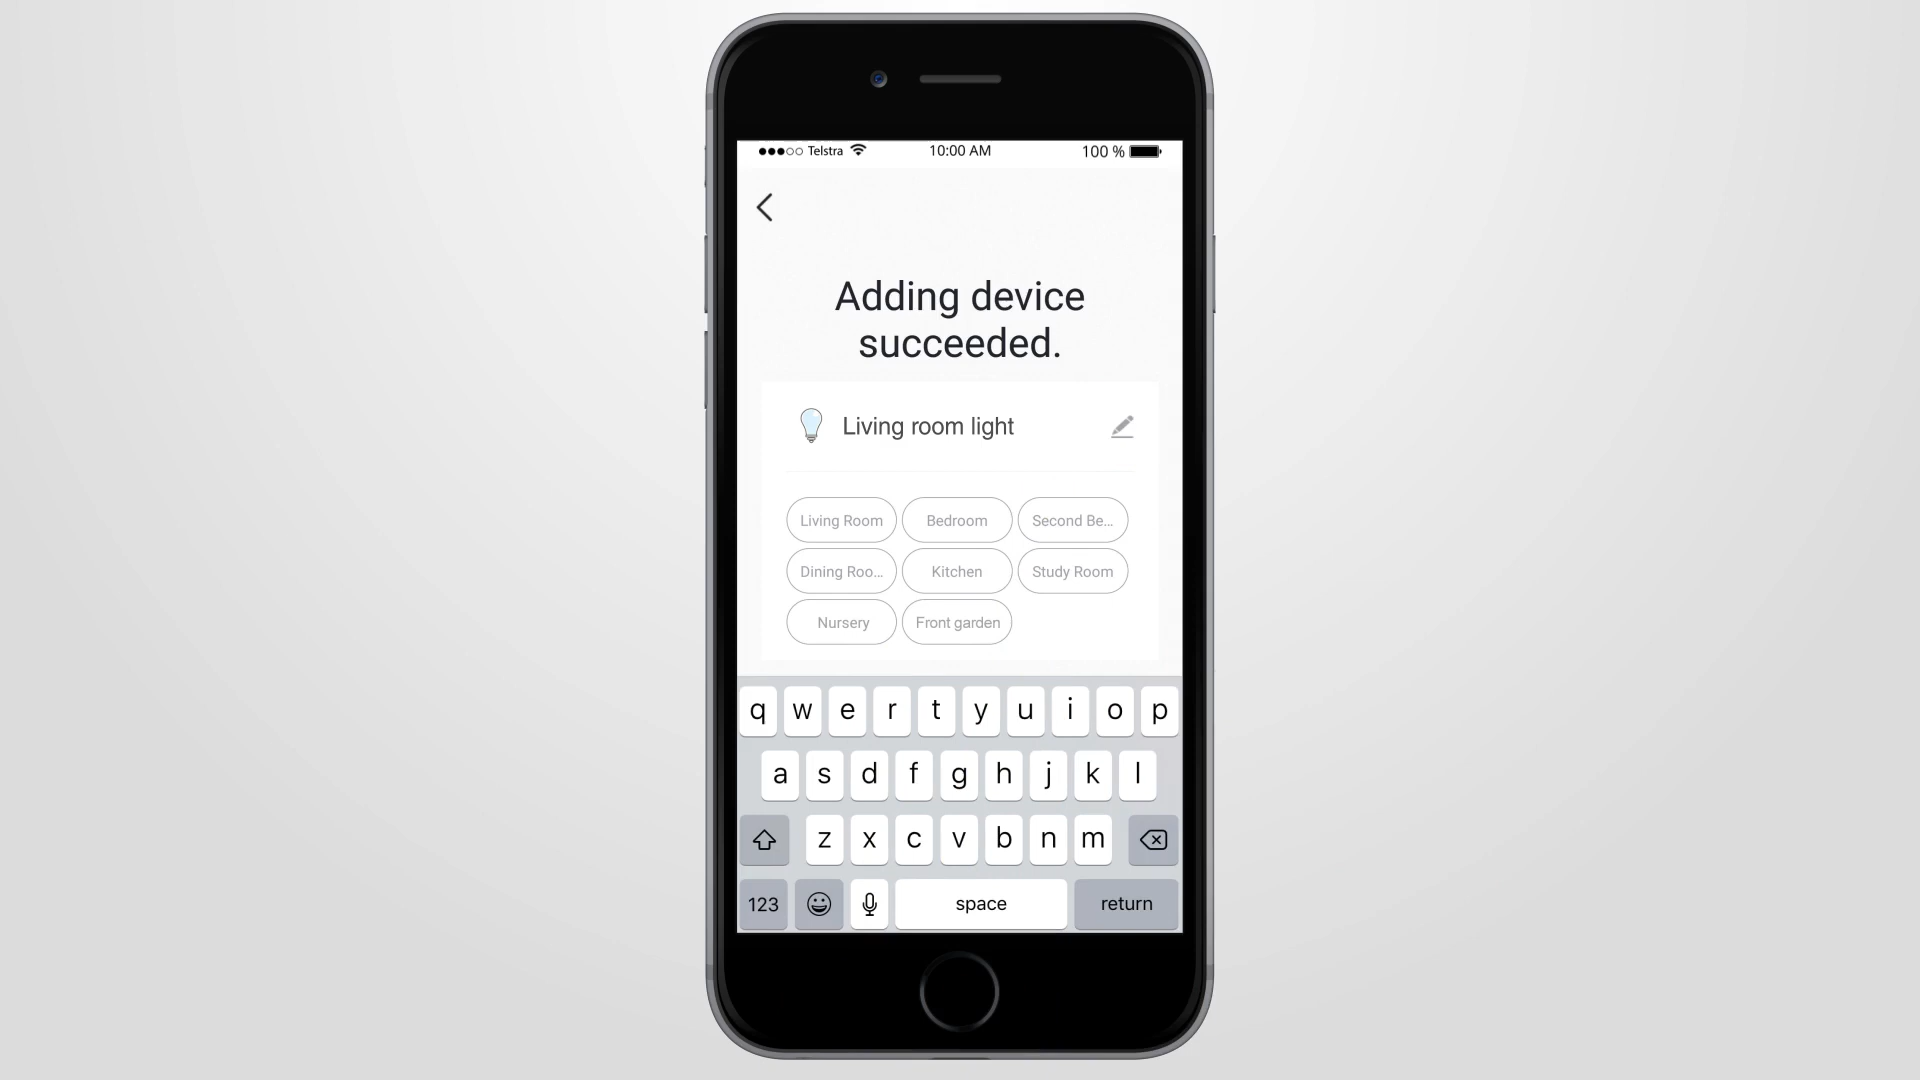 Telstra 10:00 AM 100 %
Adding device
succeeded.
Living room light
Living Room Bedroom Second Be...
Dining Roo... Kitchen Study Room
Nursery Front garden
q w e r t y u i o p
a s d f g h j k l
z x c v b n m
123 space return